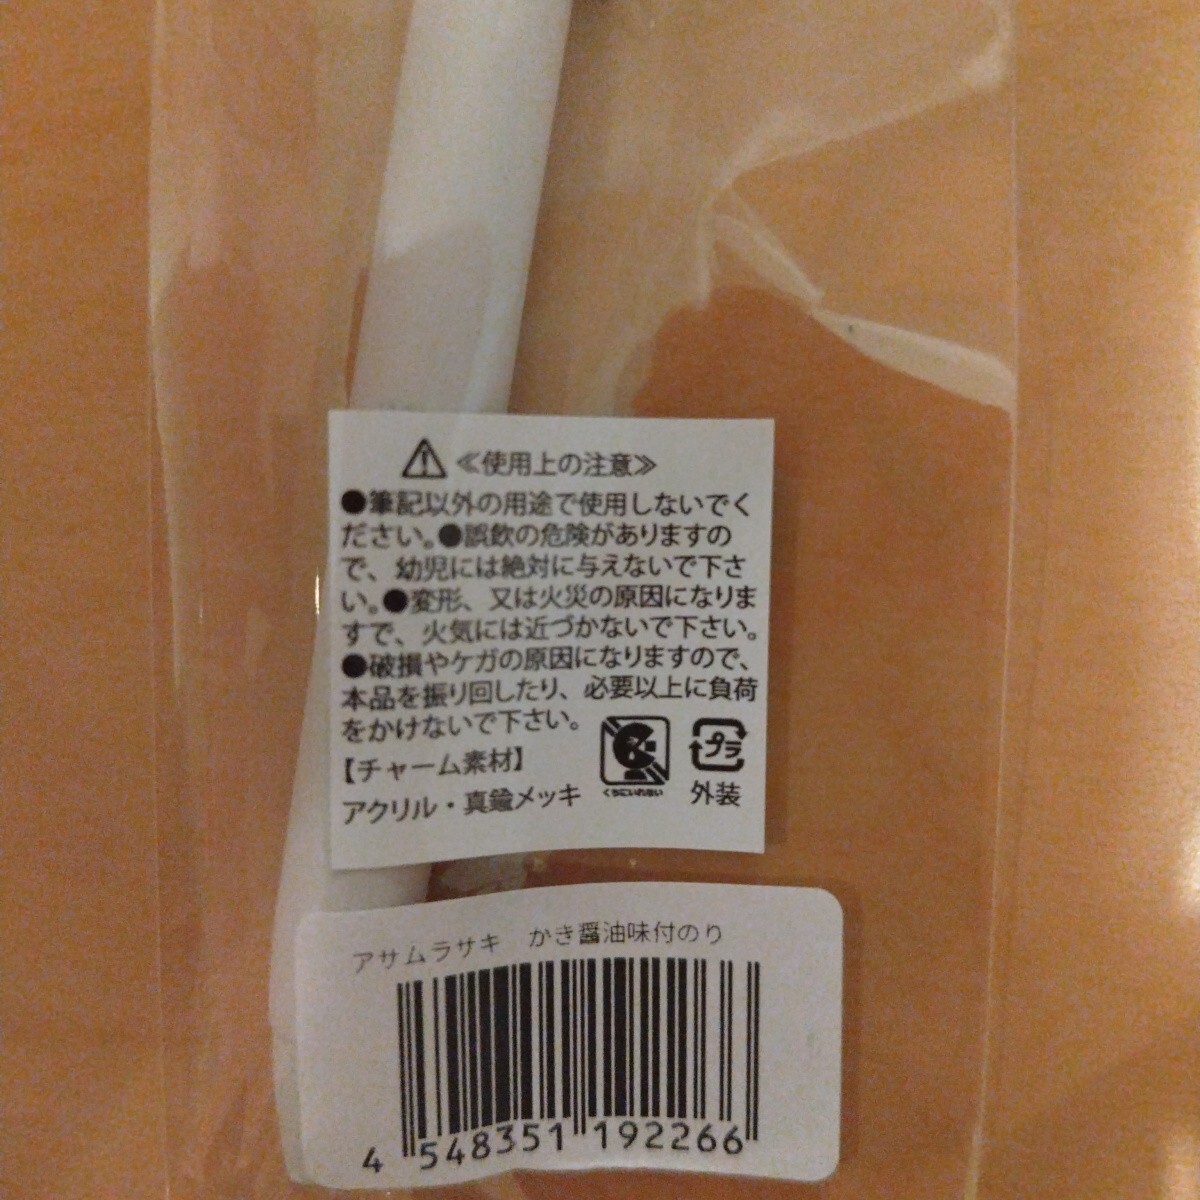 ≪使用上の注意≫
●筆記以外の用途で使用しないでく
ださい。●誤飲の危険がありますの
で、幼児には絶対に与えないで下さ
い。●変形、又は火災の原因になりま
すで、火気には近づかないで下さい。
●破損やケガの原因になりますので、
本品を振り回したり、必要以上に負荷
をかけないで下さい。
【チャーム素材】
アクリル・真鍮メッキ
くちにいれない
プラ
外装
アサムラサキ かき醤油味付のり
4 548351 192266